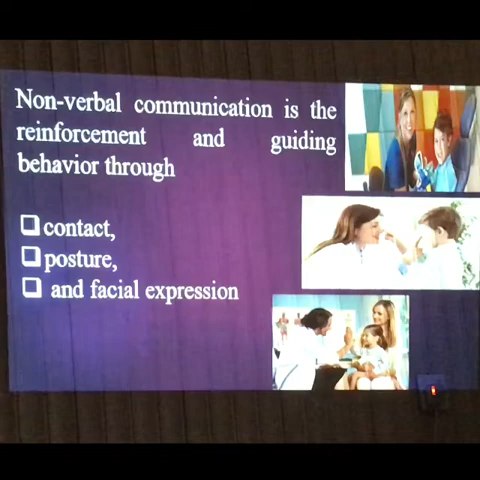 Non-verbal communication is the
reinforcement and guiding
behavior through
contact,
posture,
and facial expression